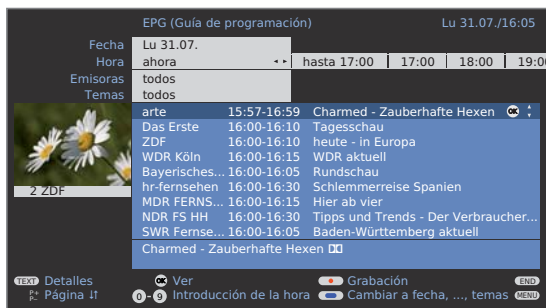 EPG (Guía de programación) Lu 31.07./16:05
Fecha Lu 31.07.
Hora ahora hasta 17:00 17:00 18:00 19:00
Emisoras todos
Temas todos
arte 15:57-16:59 Charmed - Zauberhafte Hexen OK
Das Erste 16:00-16:10 Tagesschau
ZDF 16:00-16:10 heute - in Europa
WDR Köln 16:00-16:15 WDR aktuell
Bayerisches... 16:00-16:05 Rundschau
hr-fernsehen 16:00-16:30 Schlemmerreise Spanien
MDR FERNS... 16:00-16:15 Hier ab vier
NDR FS HH 16:00-16:30 Tipps und Trends - Der Verbraucher...
SWR Fernse... 16:00-16:05 Baden-Württemberg aktuell
2 ZDF
Charmed - Zauberhafte Hexen
TEXT Detalles OK Ver Grabación END
P+ P- Página 0-9 Introducción de la hora Cambiar a fecha, ..., temas MENU